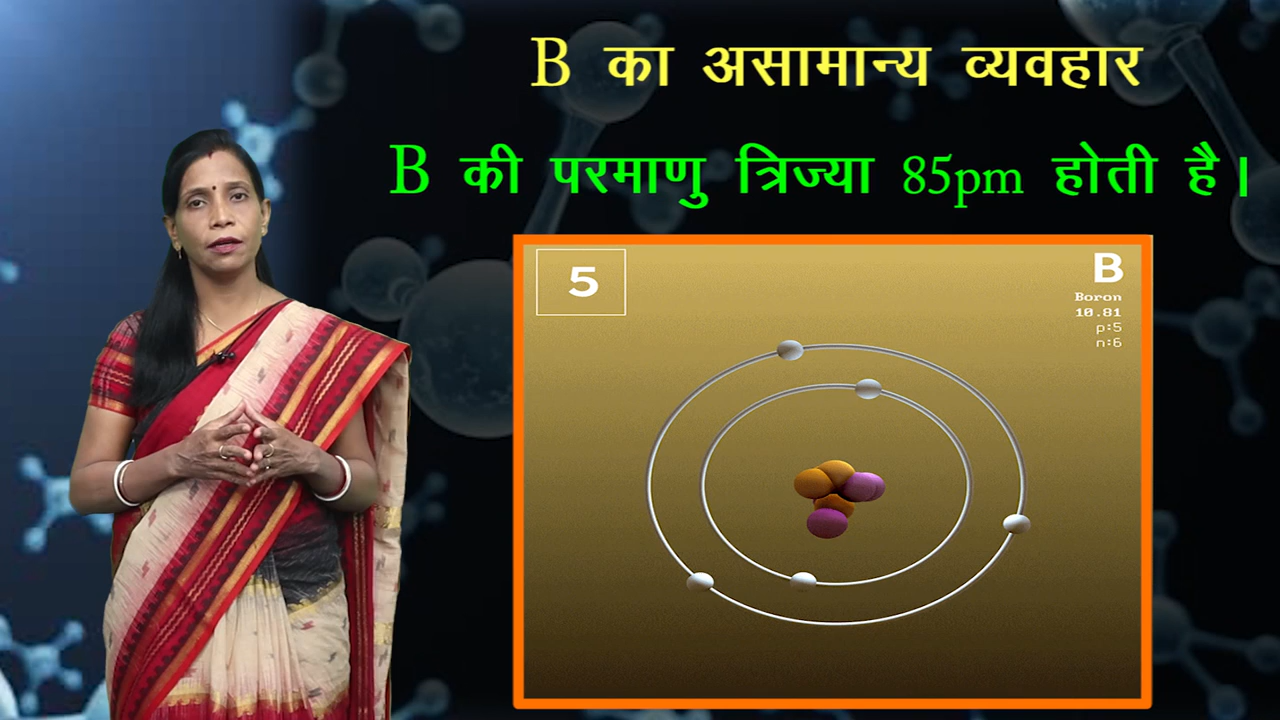 B का असामान्य व्यवहार
B की परमाणु त्रिज्या 85pm होती है।
5
B
Boron
10.81
p:5
n:6